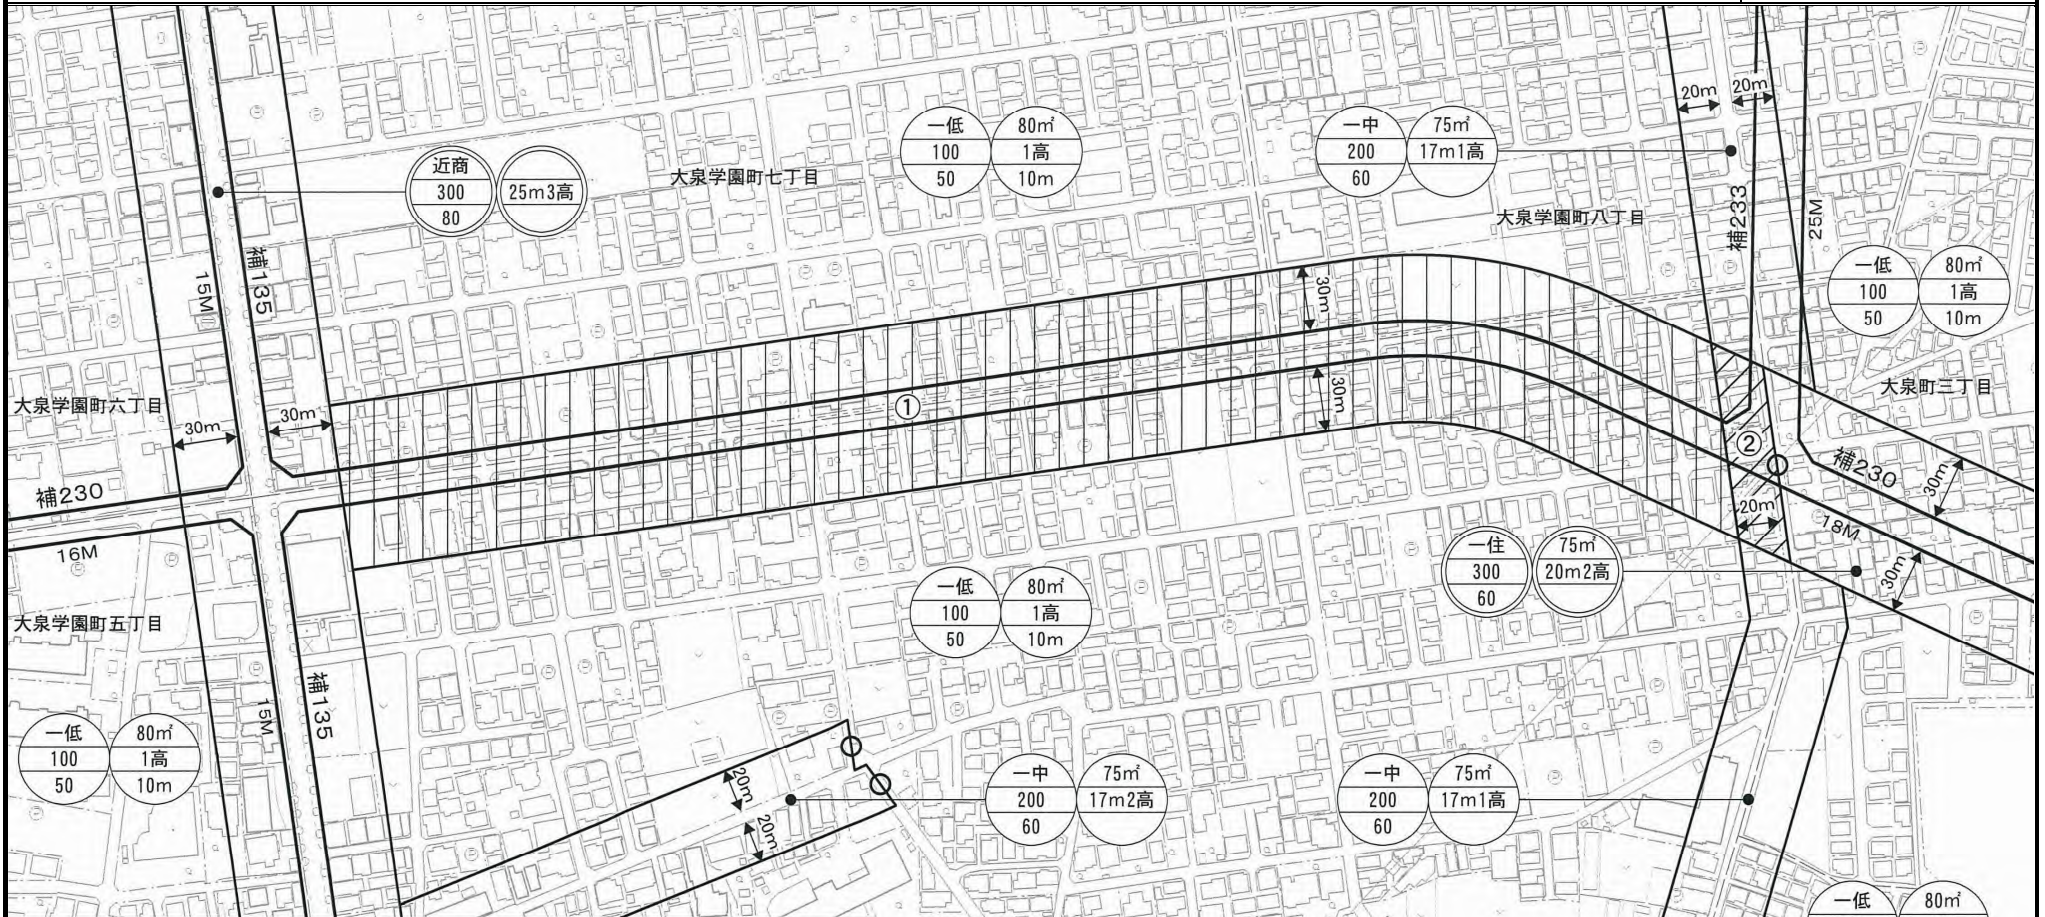 20m
20m
一低
100
50
80㎡
1高
10m
一中
200
60
75㎡
17m1高
近商
300
80
25m3高
大泉学園町七丁目
大泉学園町八丁目
補233
25M
補135
15M
一低
100
50
80㎡
1高
10m
30m
30m
大泉学園町六丁目
30m
30m
①
大泉町三丁目
②
補230
30m
補230
16M
20m
18M
30m
一住
300
60
75㎡
20m2高
一低
100
50
80㎡
1高
10m
大泉学園町五丁目
補135
15M
一低
100
50
80㎡
1高
10m
20m
20m
一中
200
60
75㎡
17m2高
一中
200
60
75㎡
17m1高
一低
80㎡